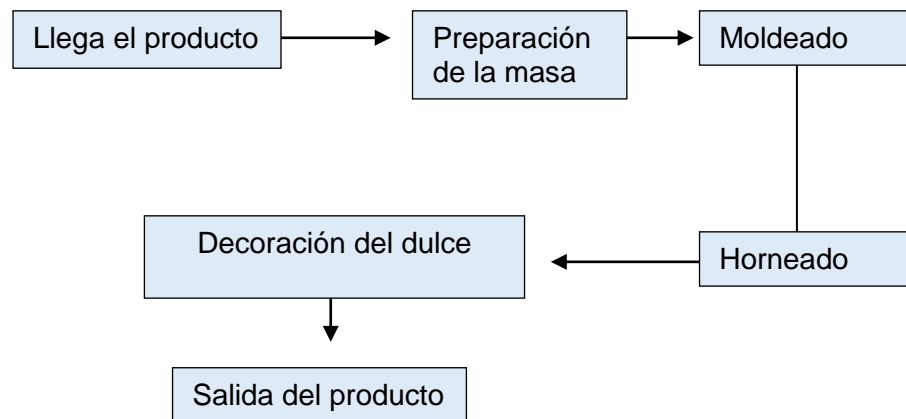 Llega el producto
Preparación
de la masa
Moldeado
Horneado
Decoración del dulce
Salida del producto